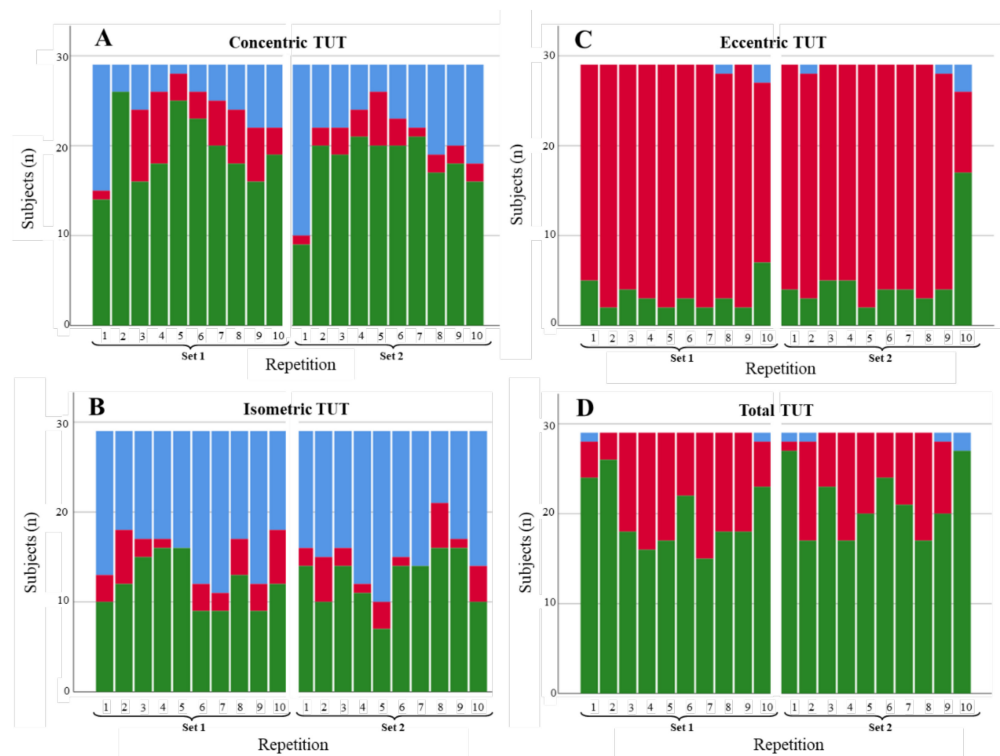 A
Concentric TUT
30
20
10
0
Subjects (n)
1 2 3 4 5 6 7 8 9 10 1 2 3 4 5 6 7 8 9 10
Set 1 Set 2
Repetition
C
Eccentric TUT
30
20
10
0
Subjects (n)
1 2 3 4 5 6 7 8 9 10 1 2 3 4 5 6 7 8 9 10
Set 1 Set 2
Repetition
B
Isometric TUT
30
20
10
0
Subjects (n)
1 2 3 4 5 6 7 8 9 10 1 2 3 4 5 6 7 8 9 10
Set 1 Set 2
Repetition
D
Total TUT
30
20
10
0
Subjects (n)
1 2 3 4 5 6 7 8 9 10 1 2 3 4 5 6 7 8 9 10
Set 1 Set 2
Repetition